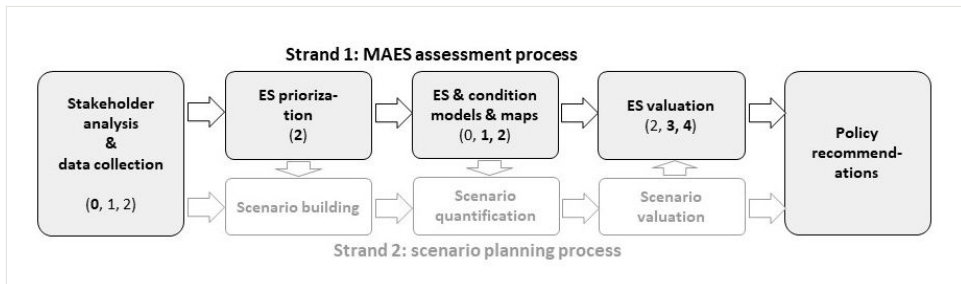 Strand 1: MAES assessment process
Stakeholder
analysis
&
data collection
(0, 1, 2)
ES prioriza-
tion
(2)
ES & condition
models & maps
(0, 1, 2)
ES valuation
(2, 3, 4)
Policy
recommend-
ations
Scenario building
Scenario
quantification
Scenario
valuation
Strand 2: scenario planning process